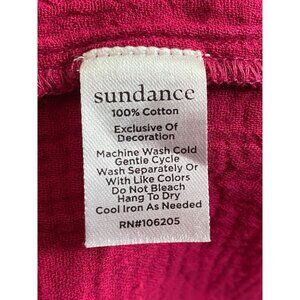 sundance
100% Cotton
Exclusive Of
Decoration
Machine Wash Cold
Gentle Cycle
Wash Separately Or
With Like Colors
Do Not Bleach
Hang To Dry
Cool Iron As Needed
RN#106205